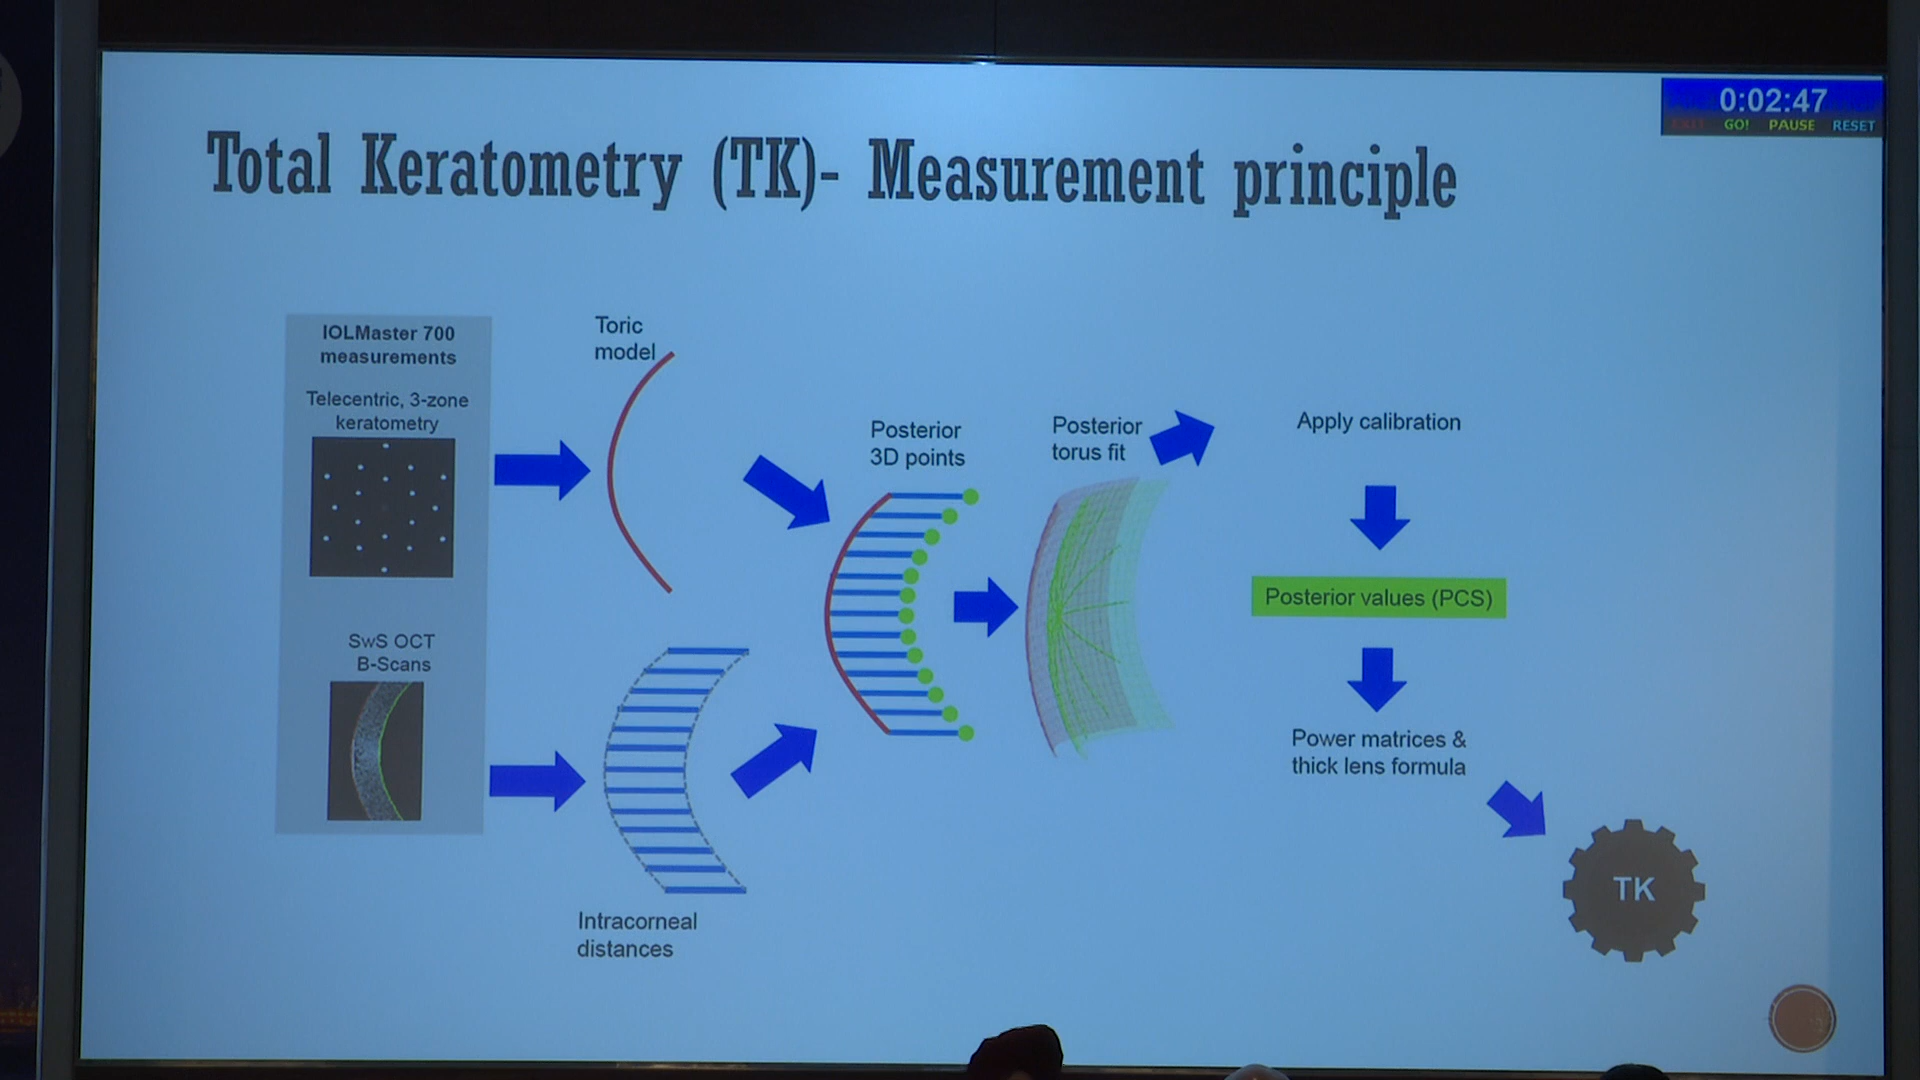 0:02:47
EXIT GO! PAUSE RESET
Total Keratometry (TK)- Measurement principle
IOLMaster 700
measurements
Telecentric, 3-zone
keratometry
SwS OCT
B-Scans
Toric
model
Intracorneal
distances
Posterior
3D points
Posterior
torus fit
Apply calibration
Posterior values (PCS)
Power matrices &
thick lens formula
TK